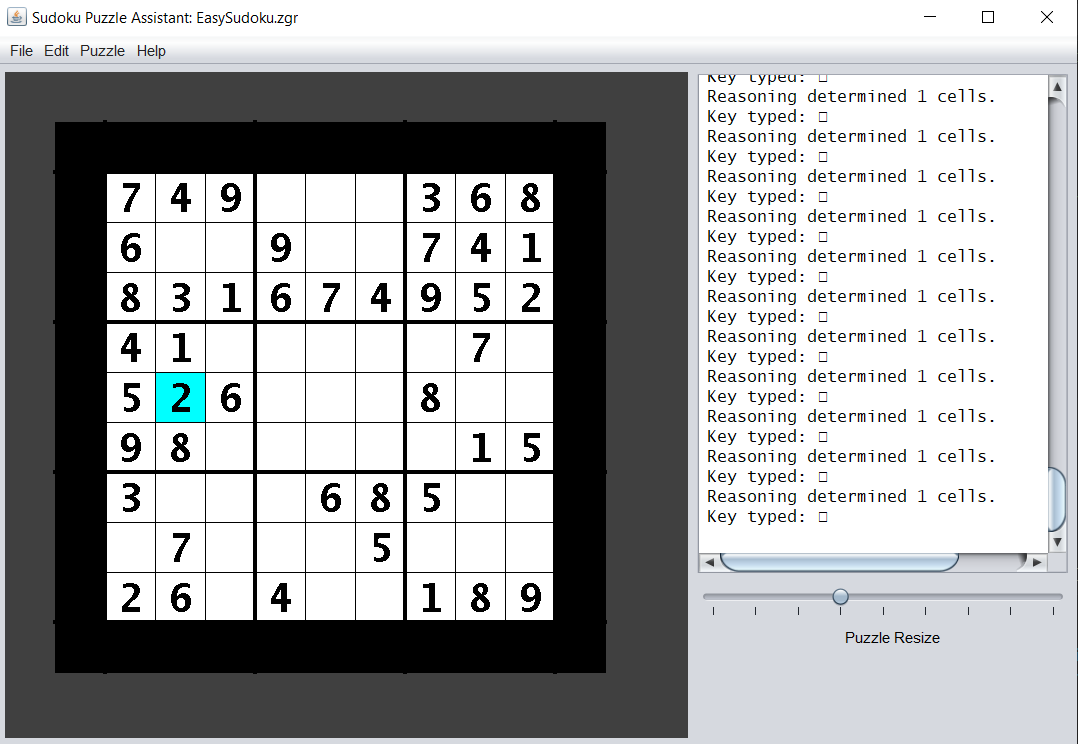 Sudoku Puzzle Assistant: EasySudoku.zgr
File Edit Puzzle Help
7 4 9 3 6 8
6 9 7 4 1
8 3 1 6 7 4 9 5 2
4 1 7
5 2 6 8
9 8 1 5
3 6 8 5
7 5
2 6 4 1 8 9
Key typed: □
Reasoning determined 1 cells.
Key typed: □
Reasoning determined 1 cells.
Key typed: □
Reasoning determined 1 cells.
Key typed: □
Reasoning determined 1 cells.
Key typed: □
Reasoning determined 1 cells.
Key typed: □
Reasoning determined 1 cells.
Key typed: □
Reasoning determined 1 cells.
Key typed: □
Reasoning determined 1 cells.
Key typed: □
Reasoning determined 1 cells.
Key typed: □
Reasoning determined 1 cells.
Key typed: □
Reasoning determined 1 cells.
Key typed: □
Puzzle Resize